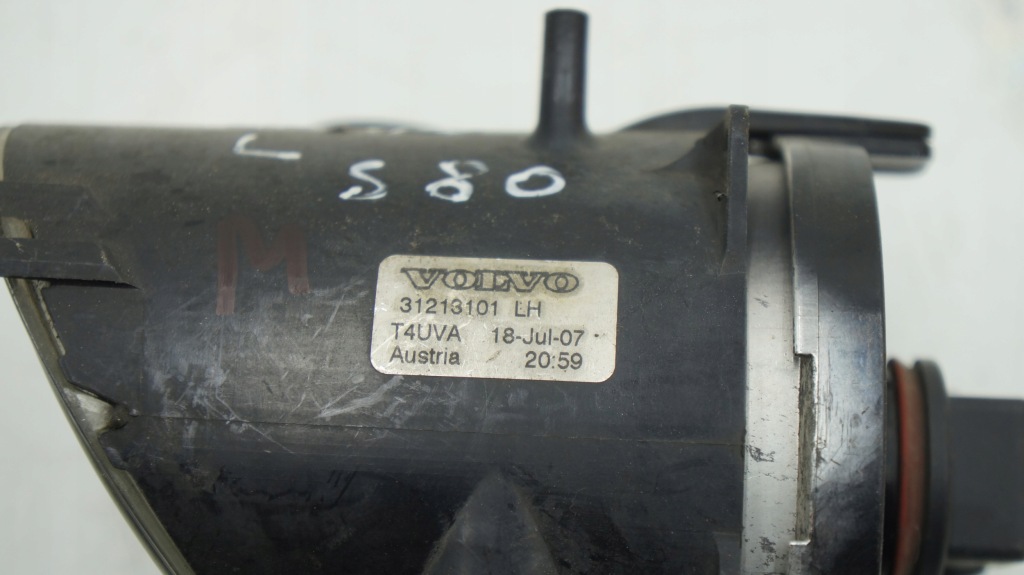 L
S80
M
VOLVO
31213101 LH
T4UVA 18-Jul-07
Austria 20:59